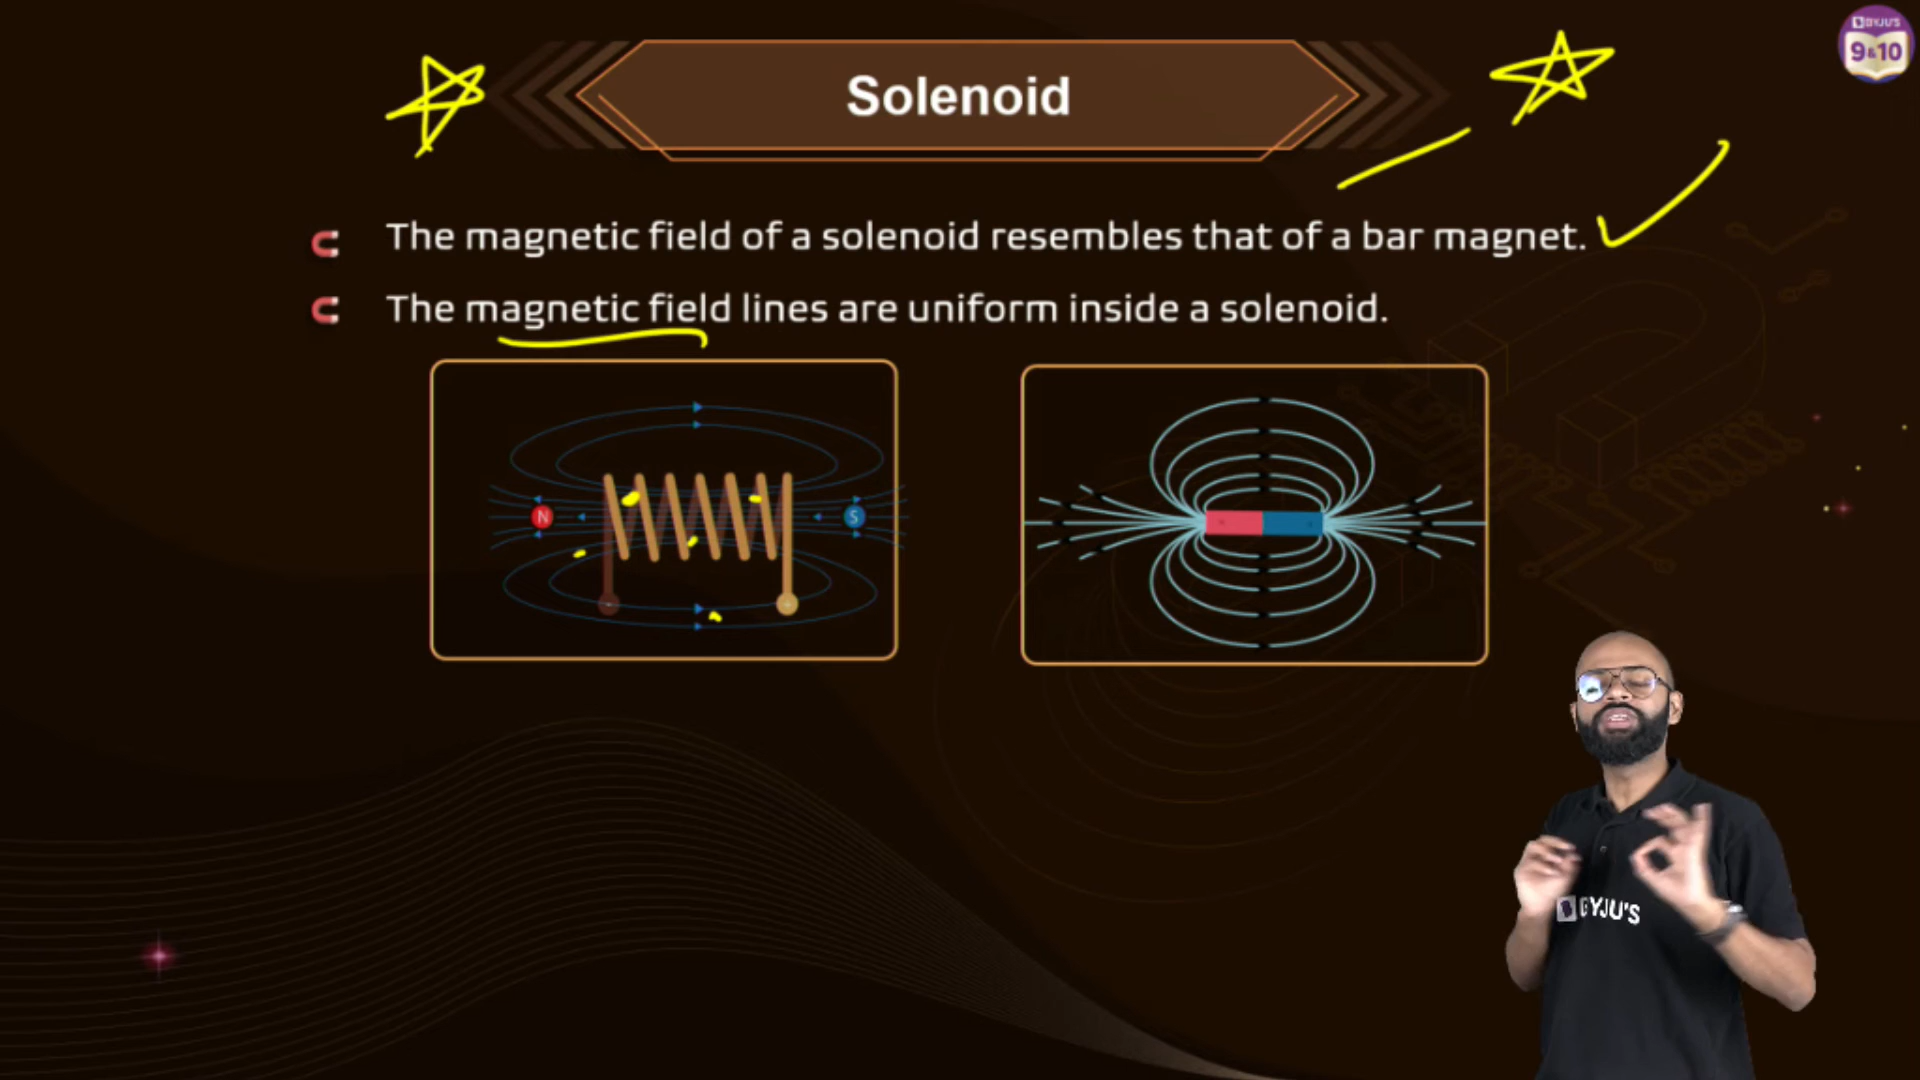 BYJU'S
9&10
Solenoid
The magnetic field of a solenoid resembles that of a bar magnet.
The magnetic field lines are uniform inside a solenoid.
N
S
BYJU'S